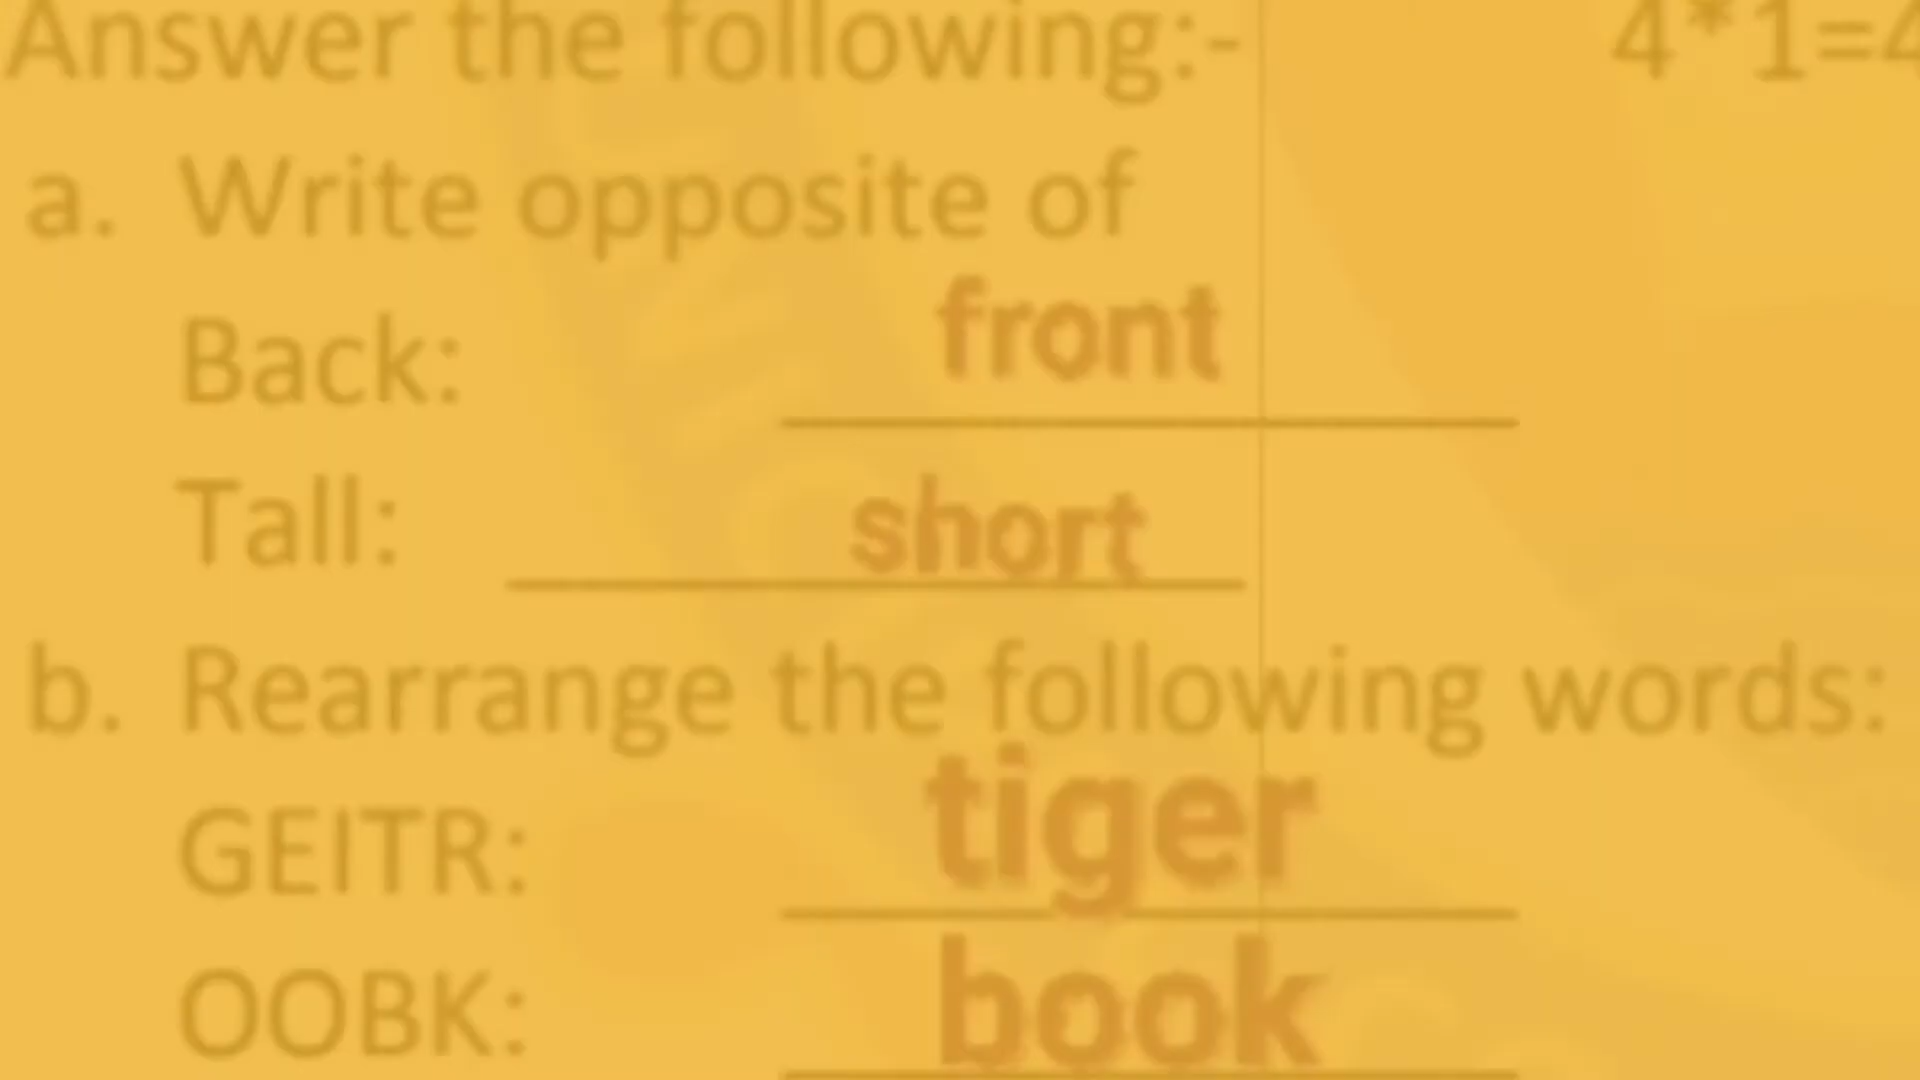 Answer the following:- 4*1=4
a. Write opposite of
Back: front
Tall: short
b. Rearrange the following words:
GEITR: tiger
OOBK: book